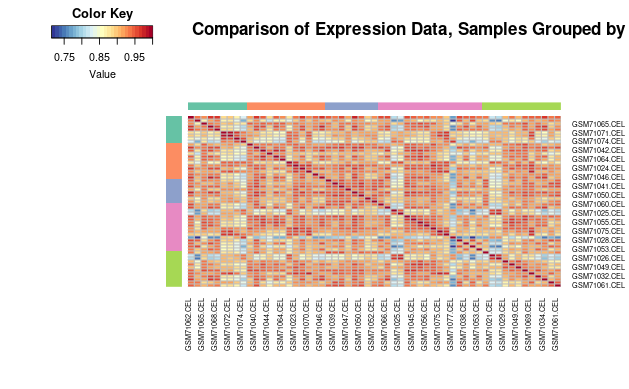 Color Key
0.75 0.85 0.95
Value
Comparison of Expression Data, Samples Grouped by
GSM71065.CEL
GSM71071.CEL
GSM71074.CEL
GSM71042.CEL
GSM71064.CEL
GSM71024.CEL
GSM71046.CEL
GSM71041.CEL
GSM71050.CEL
GSM71060.CEL
GSM71025.CEL
GSM71055.CEL
GSM71075.CEL
GSM71028.CEL
GSM71053.CEL
GSM71026.CEL
GSM71049.CEL
GSM71032.CEL
GSM71061.CEL
GSM71062.CEL
GSM71065.CEL
GSM71068.CEL
GSM71072.CEL
GSM71074.CEL
GSM71040.CEL
GSM71044.CEL
GSM71064.CEL
GSM71023.CEL
GSM71070.CEL
GSM71046.CEL
GSM71039.CEL
GSM71047.CEL
GSM71050.CEL
GSM71052.CEL
GSM71066.CEL
GSM71025.CEL
GSM71045.CEL
GSM71056.CEL
GSM71075.CEL
GSM71077.CEL
GSM71038.CEL
GSM71053.CEL
GSM71021.CEL
GSM71029.CEL
GSM71049.CEL
GSM71069.CEL
GSM71034.CEL
GSM71061.CEL